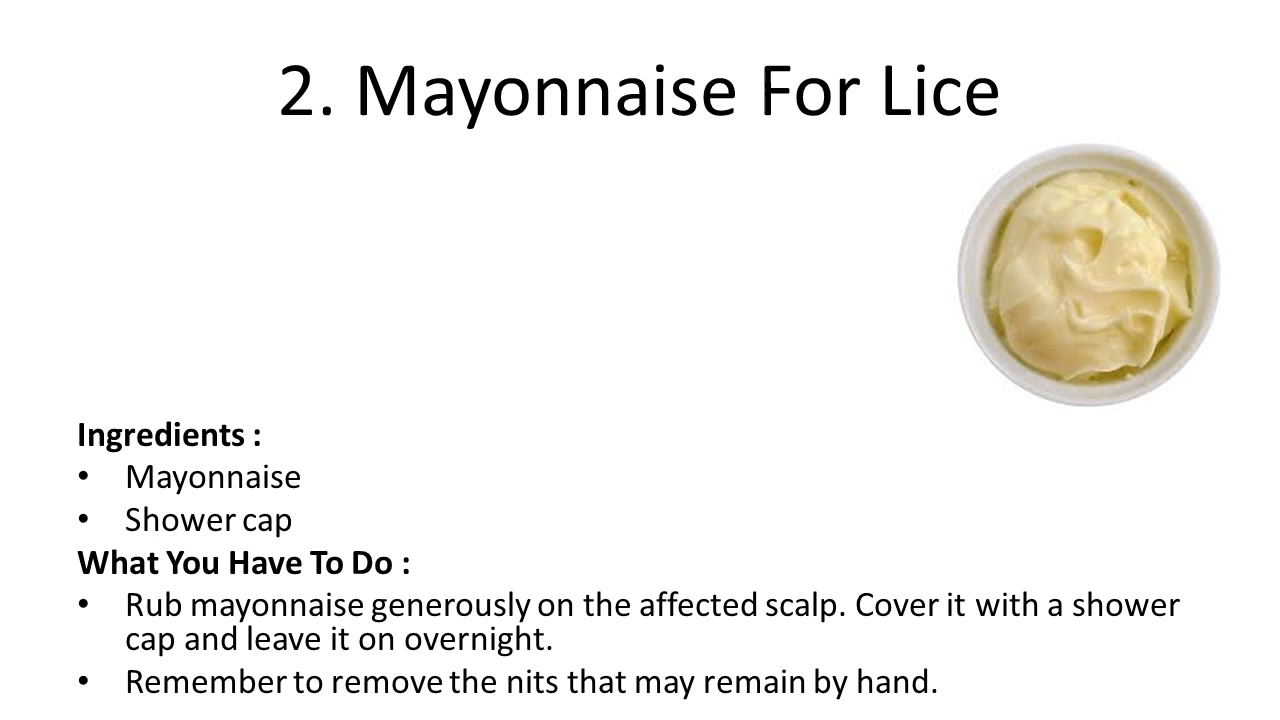 2. Mayonnaise For Lice
Ingredients :
• Mayonnaise
• Shower cap
What You Have To Do :
• Rub mayonnaise generously on the affected scalp. Cover it with a shower
cap and leave it on overnight.
• Remember to remove the nits that may remain by hand.